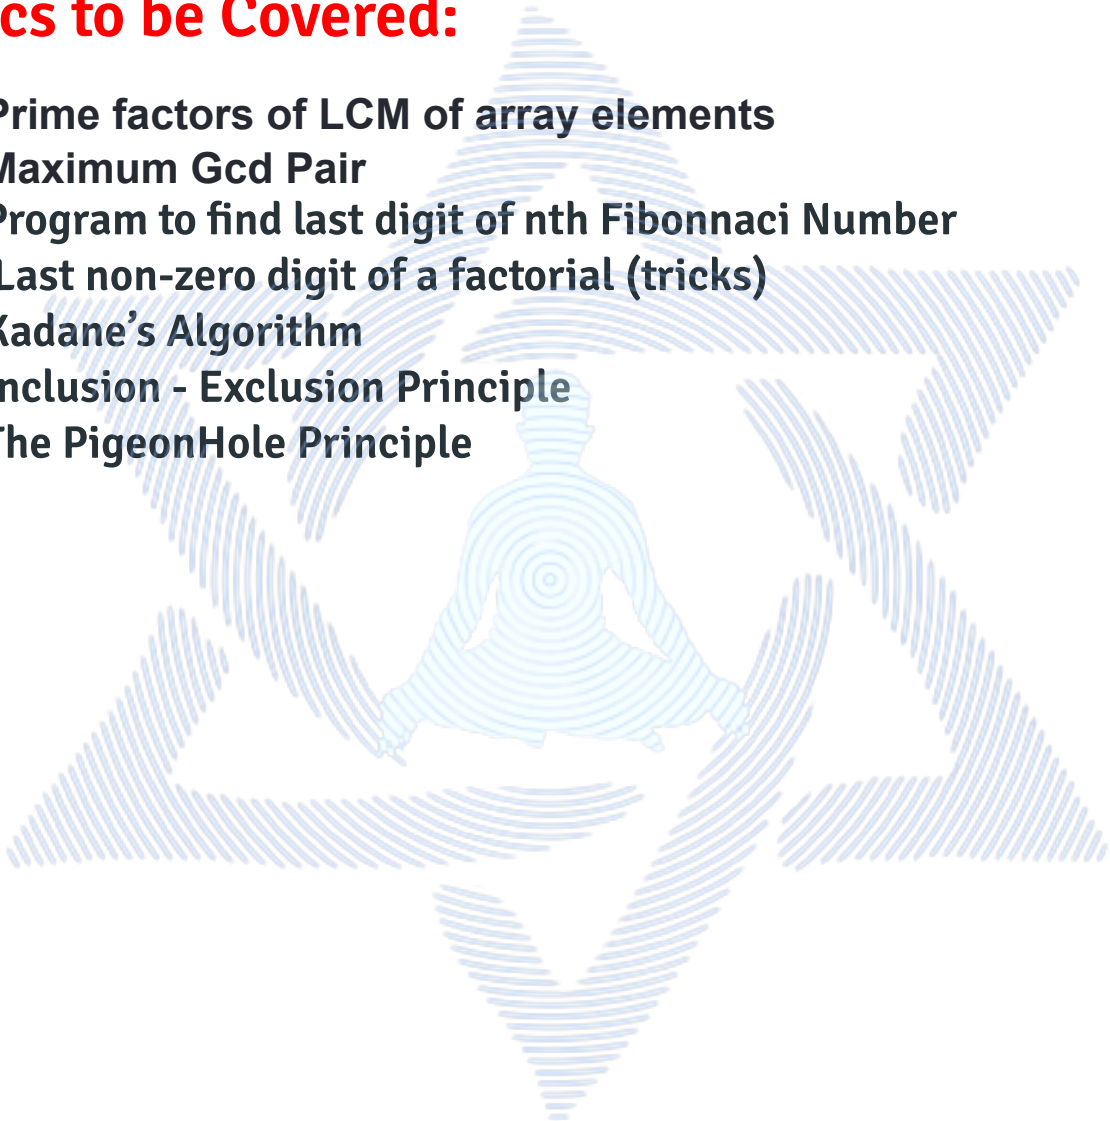 cs to be Covered:
Prime factors of LCM of array elements
Maximum Gcd Pair
Program to find last digit of nth Fibonnaci Number
Last non-zero digit of a factorial (tricks)
Kadane’s Algorithm
nclusion - Exclusion Principle
The PigeonHole Principle